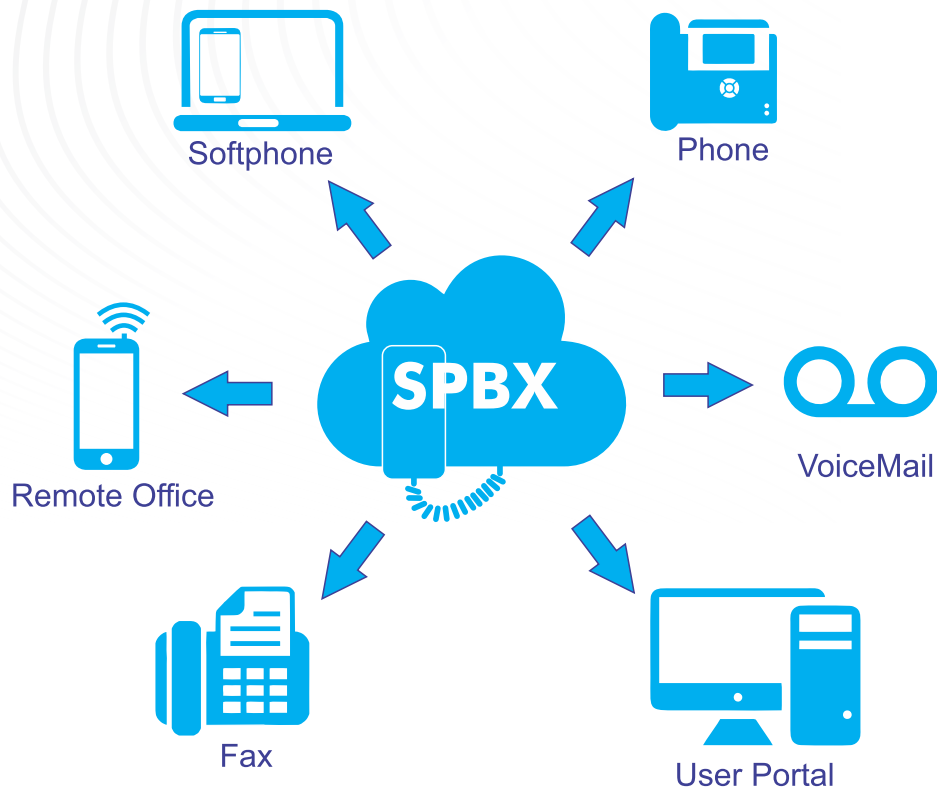 Softphone
Phone
SPBX
Remote Office
VoiceMail
Fax
User Portal